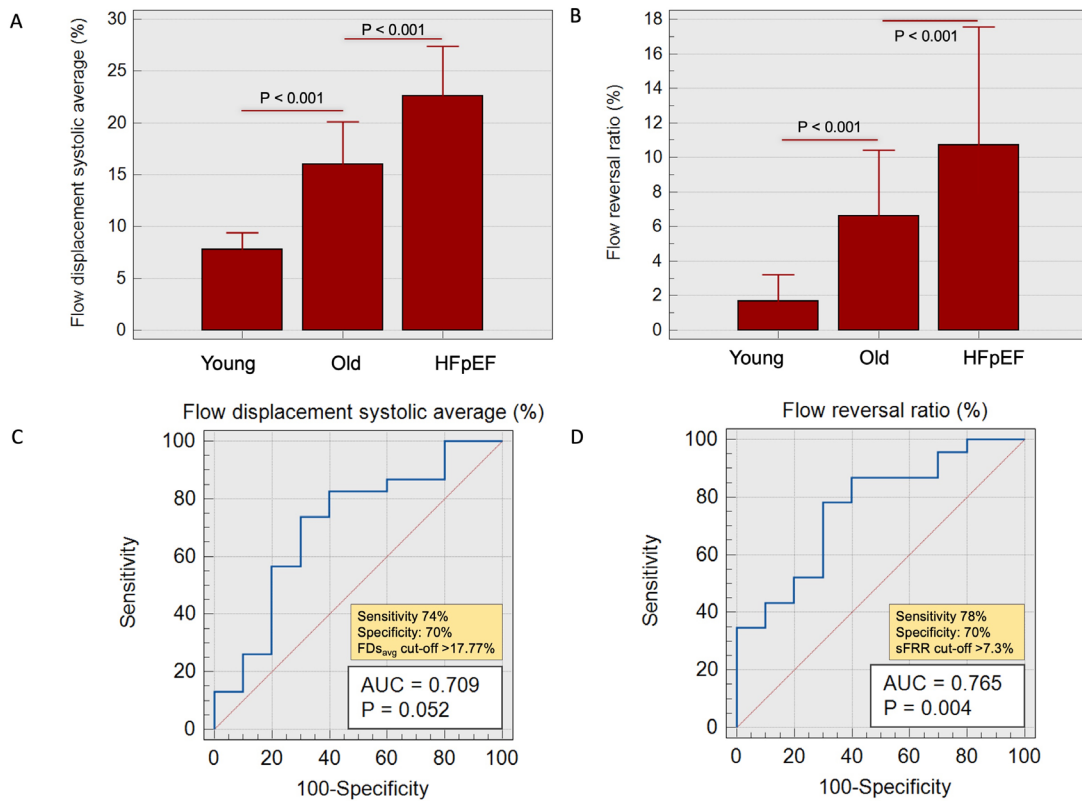 A
Flow displacement systolic average (%)
30
25
20
15
10
5
0
P < 0.001
P < 0.001
Young
Old
HFpEF
B
Flow reversal ratio (%)
18
16
14
12
10
8
6
4
2
0
P < 0.001
P < 0.001
Young
Old
HFpEF
C
Flow displacement systolic average (%)
Sensitivity
100
80
60
40
20
0
Sensitivity 74%
Specificity: 70%
FDsavg cut-off >17.77%
AUC = 0.709
P = 0.052
0 20 40 60 80 100
100-Specificity
D
Flow reversal ratio (%)
Sensitivity
100
80
60
40
20
0
Sensitivity 78%
Specificity: 70%
sFRR cut-off >7.3%
AUC = 0.765
P = 0.004
0 20 40 60 80 100
100-Specificity